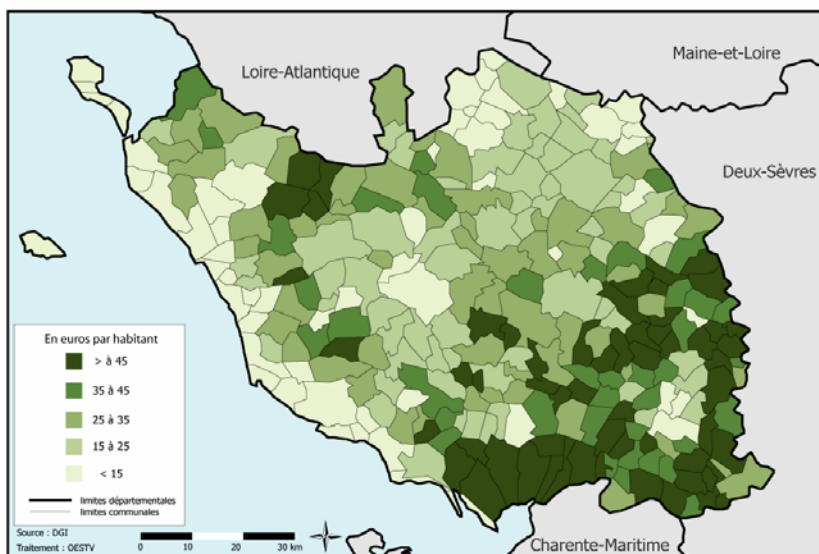 Loire-Atlantique
Maine-et-Loire
Deux-Sèvres
En euros par habitant
> à 45
35 à 45
25 à 35
15 à 25
< 15
limites départementales
limites communales
Source : DGI
Traitement : OESTV
0 10 20 30 km
Charente-Maritime